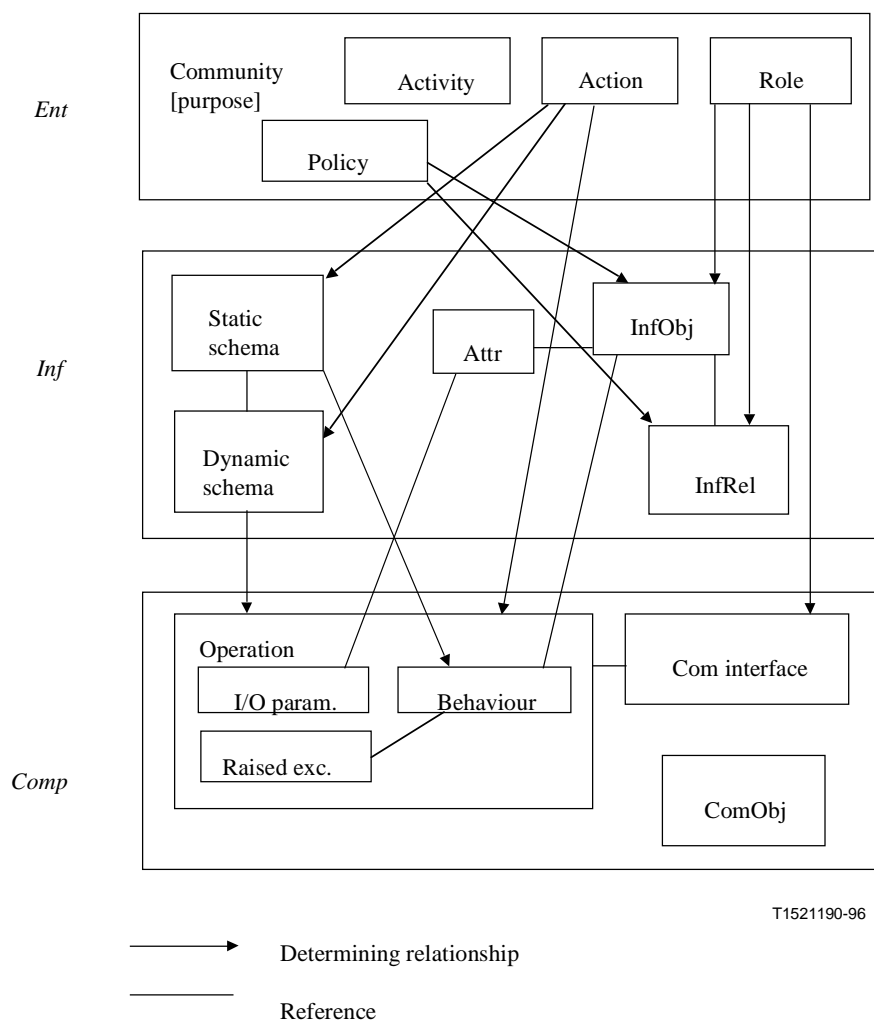 Community
[purpose]
Activity
Action
Role
Ent
Policy
Static
schema
InfObj
Attr
Inf
Dynamic
schema
InfRel
Operation
Com interface
I/O param.
Behaviour
Raised exc.
Comp
ComObj
T1521190-96
Determining relationship
Reference